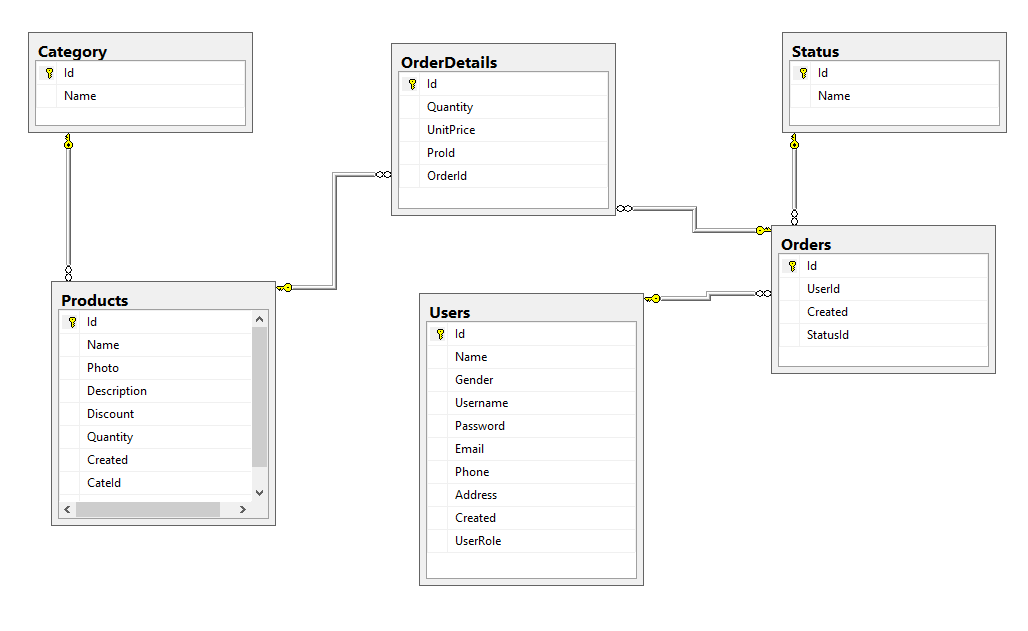 Category
Id
Name
OrderDetails
Id
Quantity
UnitPrice
ProId
OrderId
Status
Id
Name
Products
Id
Name
Photo
Description
Discount
Quantity
Created
CateId
Users
Id
Name
Gender
Username
Password
Email
Phone
Address
Created
UserRole
Orders
Id
UserId
Created
StatusId